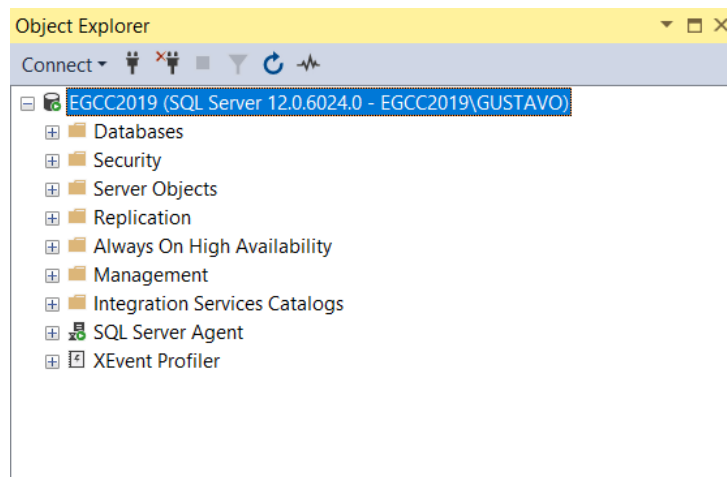 Object Explorer
Connect
EGCC2019 (SQL Server 12.0.6024.0 - EGCC2019\GUSTAVO)
Databases
Security
Server Objects
Replication
Always On High Availability
Management
Integration Services Catalogs
SQL Server Agent
XEvent Profiler